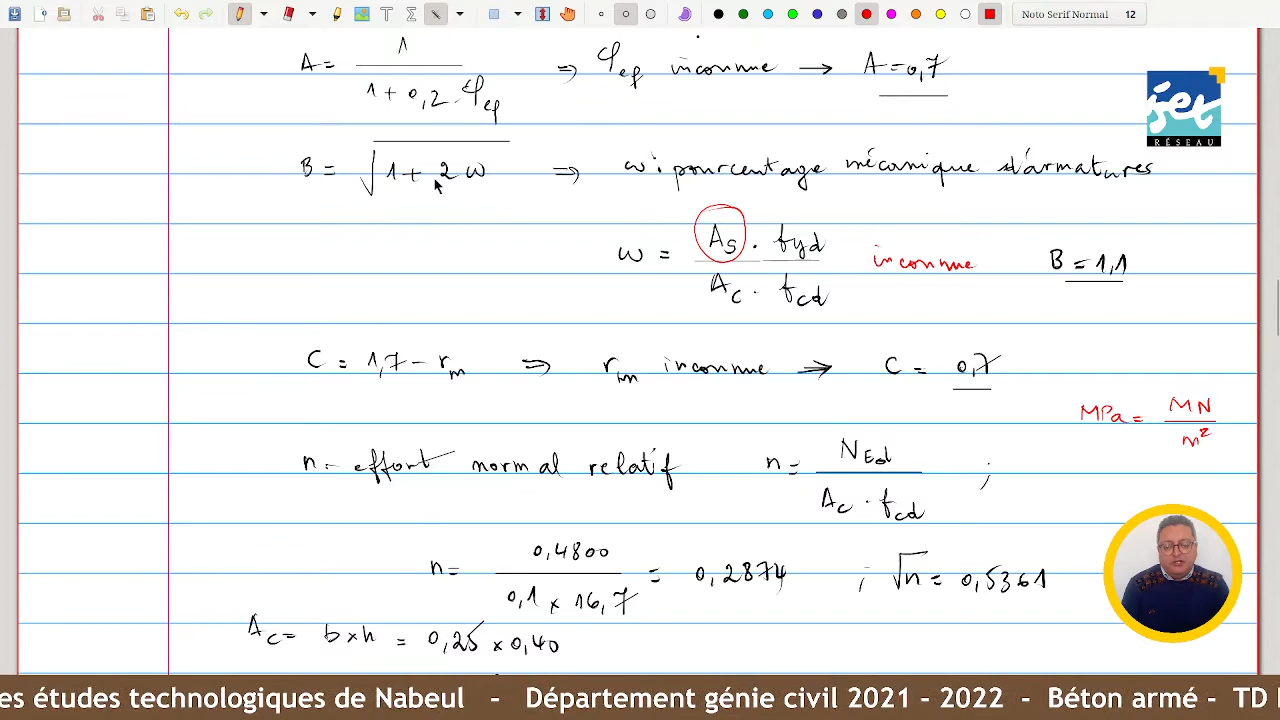 Noto Serif Normal 12
A = 1 / (1 + 0,2 . φef) ⇒ φef inconnue → A = 0,7
iset
RÉSEAU
B = √(1 + 2 ω) ⇒ ω : pourcentage mécanique d'armatures
ω = (As . fyd) / (Ac . fcd) inconnue B = 1,1
C = 1,7 - rm ⇒ rm inconnue → C = 0,7
MPa = MN / m²
n = effort normal relatif n = NEd / (Ac . fcd) ;
n = 0,4800 / (0,1 x 16,7) = 0,2874 ; √n = 0,5361
Ac = b x h = 0,25 x 0,40
es études technologiques de Nabeul - Département génie civil 2021 - 2022 - Béton armé - TD